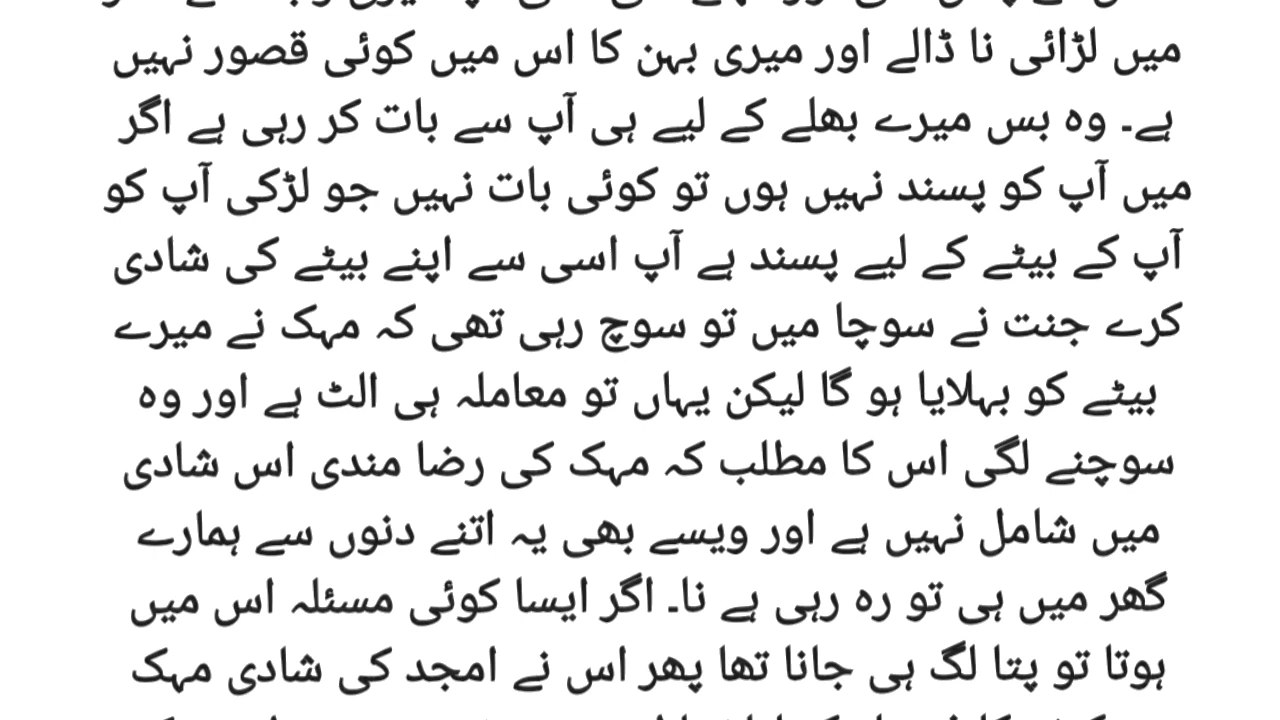 میں لڑائی نا ڈالے اور میری بہن کا اس میں کوئی قصور نہیں
ہے۔ وہ بس میرے بھلے کے لیے ہی آپ سے بات کر رہی ہے اگر
میں آپ کو پسند نہیں ہوں تو کوئی بات نہیں جو لڑکی آپ کو
آپ کے بیٹے کے لیے پسند ہے آپ اسی سے اپنے بیٹے کی شادی
کرے جنت نے سوچا میں تو سوچ رہی تھی کہ مہک نے میرے
بیٹے کو بہلایا ہو گا لیکن یہاں تو معاملہ ہی الٹ ہے اور وہ
سوچنے لگی اس کا مطلب کہ مہک کی رضا مندی اس شادی
میں شامل نہیں ہے اور ویسے بھی یہ اتنے دنوں سے ہمارے
گھر میں ہی تو رہ رہی ہے نا۔ اگر ایسا کوئی مسئلہ اس میں
ہوتا تو پتا لگ ہی جانا تھا پھر اس نے امجد کی شادی مہک